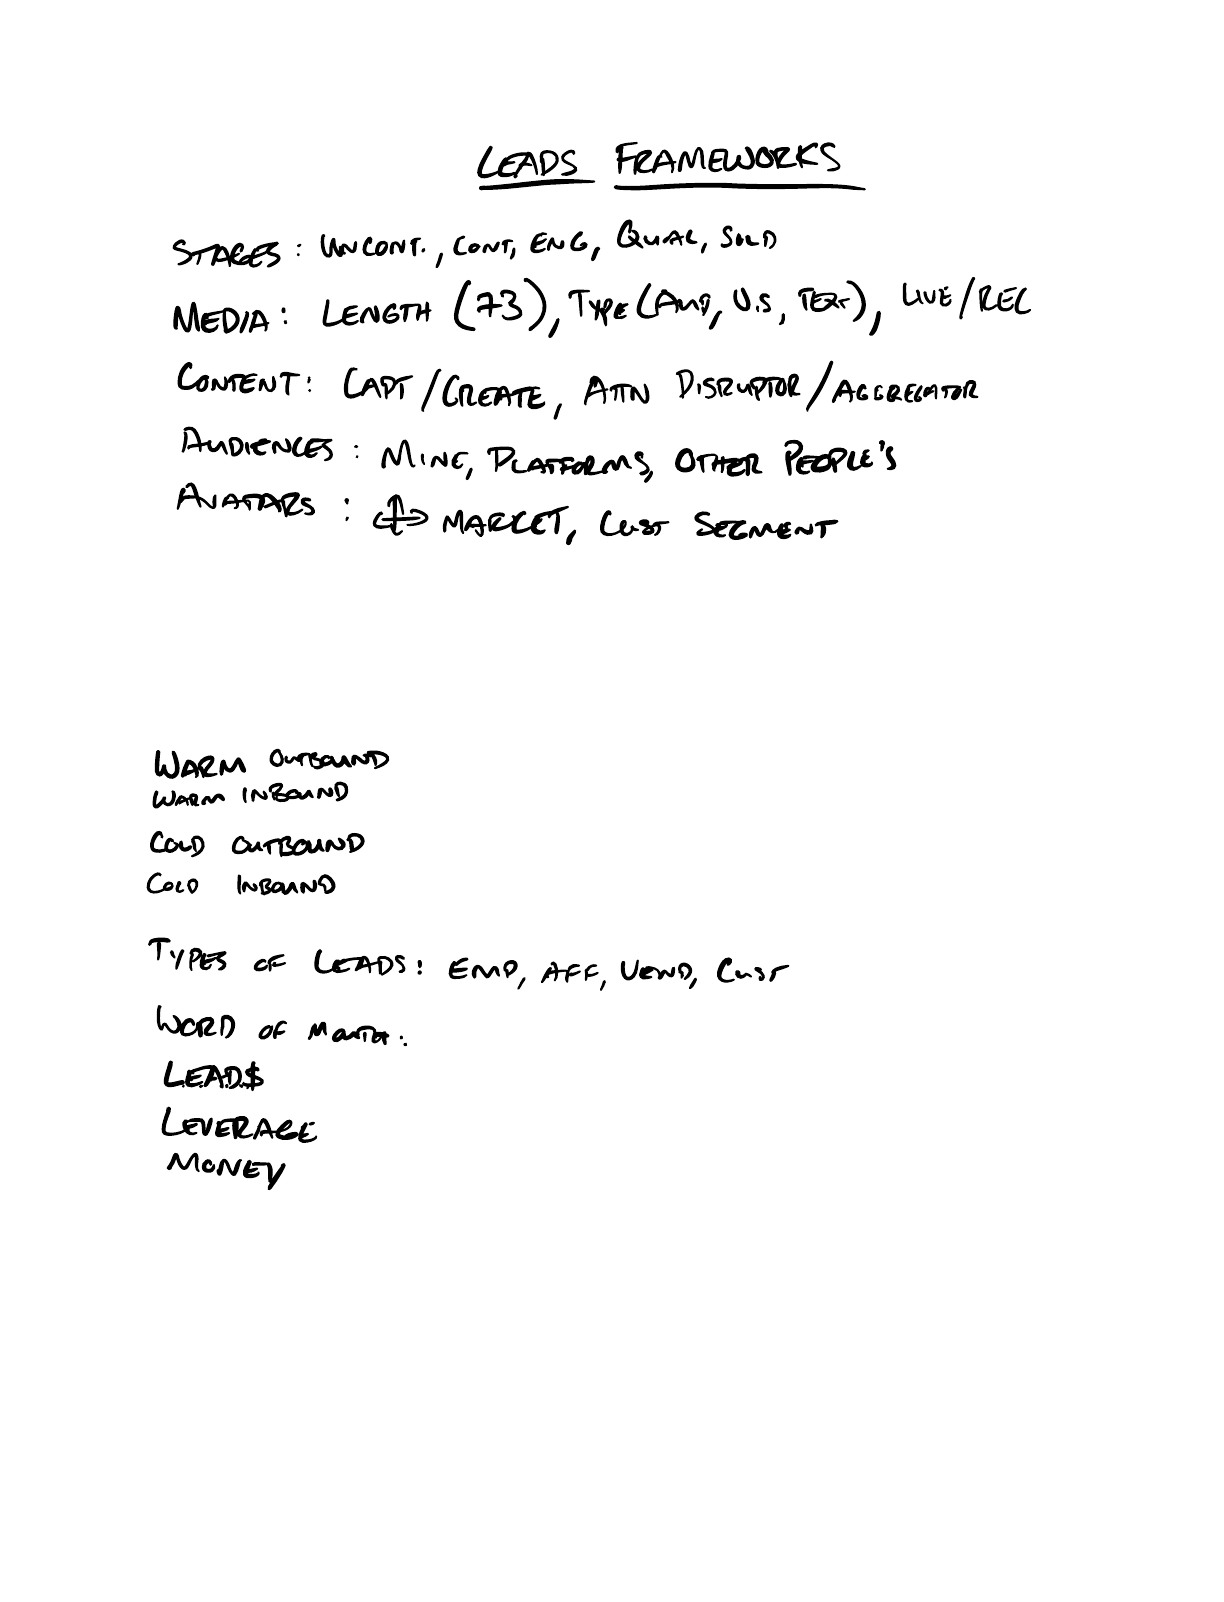 LEADS FRAMEWORKS
STAGES: UNCONT., CONT, ENG, QUAL, SOLD
MEDIA: LENGTH (73), TYPE (AUD, VIS, TEXT), LIVE/REC
CONTENT: CAPT/CREATE, ATTN DISRUPTOR/AGGREGATOR
AUDIENCES: MINE, PLATFORMS, OTHER PEOPLE'S
AVATARS: MARKET, CUST SEGMENT
WARM OUTBOUND
WARM INBOUND
COLD OUTBOUND
COLD INBOUND
TYPES OF LEADS: EMP, AFF, VEND, CUST
WORD OF MOUTH:
LEAD$
LEVERAGE
MONEY